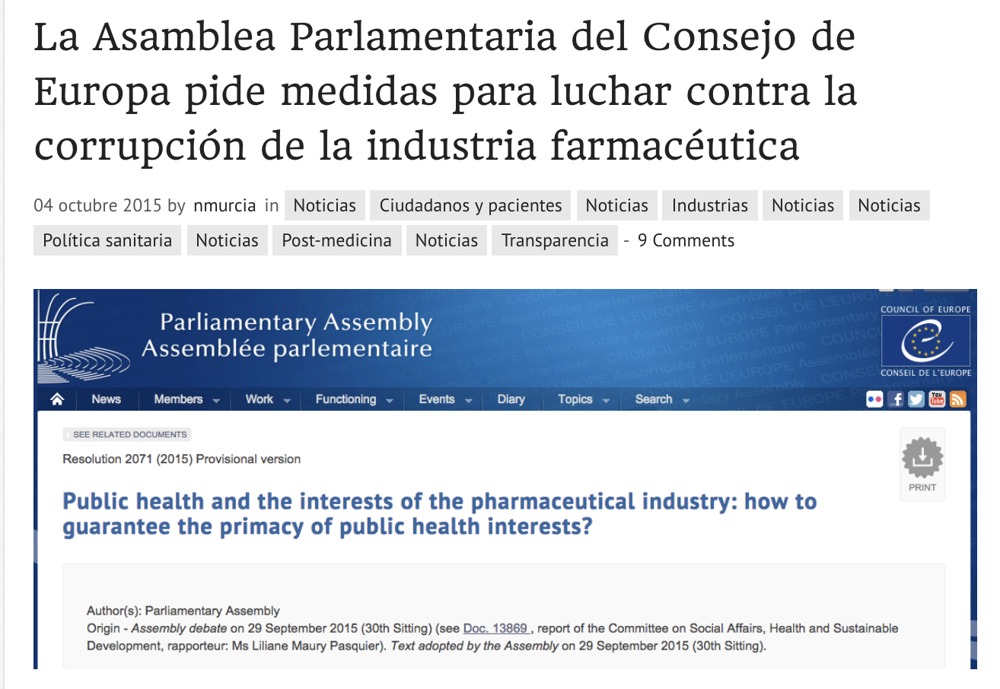 La Asamblea Parlamentaria del Consejo de
Europa pide medidas para luchar contra la
corrupción de la industria farmacéutica
04 octubre 2015 by nmurcia in Noticias Ciudadanos y pacientes Noticias Industrias Noticias Noticias
Política sanitaria Noticias Post-medicina Noticias Transparencia - 9 Comments
Parliamentary Assembly
Assemblée parlementaire
COUNCIL OF EUROPE
CONSEIL DE L'EUROPE
News Members Work Functioning Events Diary Topics Search
You Tube
SEE RELATED DOCUMENTS
Resolution 2071 (2015) Provisional version
PRINT
Public health and the interests of the pharmaceutical industry: how to
guarantee the primacy of public health interests?
Author(s): Parliamentary Assembly
Origin - Assembly debate on 29 September 2015 (30th Sitting) (see Doc. 13869 , report of the Committee on Social Affairs, Health and Sustainable
Development, rapporteur: Ms Liliane Maury Pasquier). Text adopted by the Assembly on 29 September 2015 (30th Sitting).